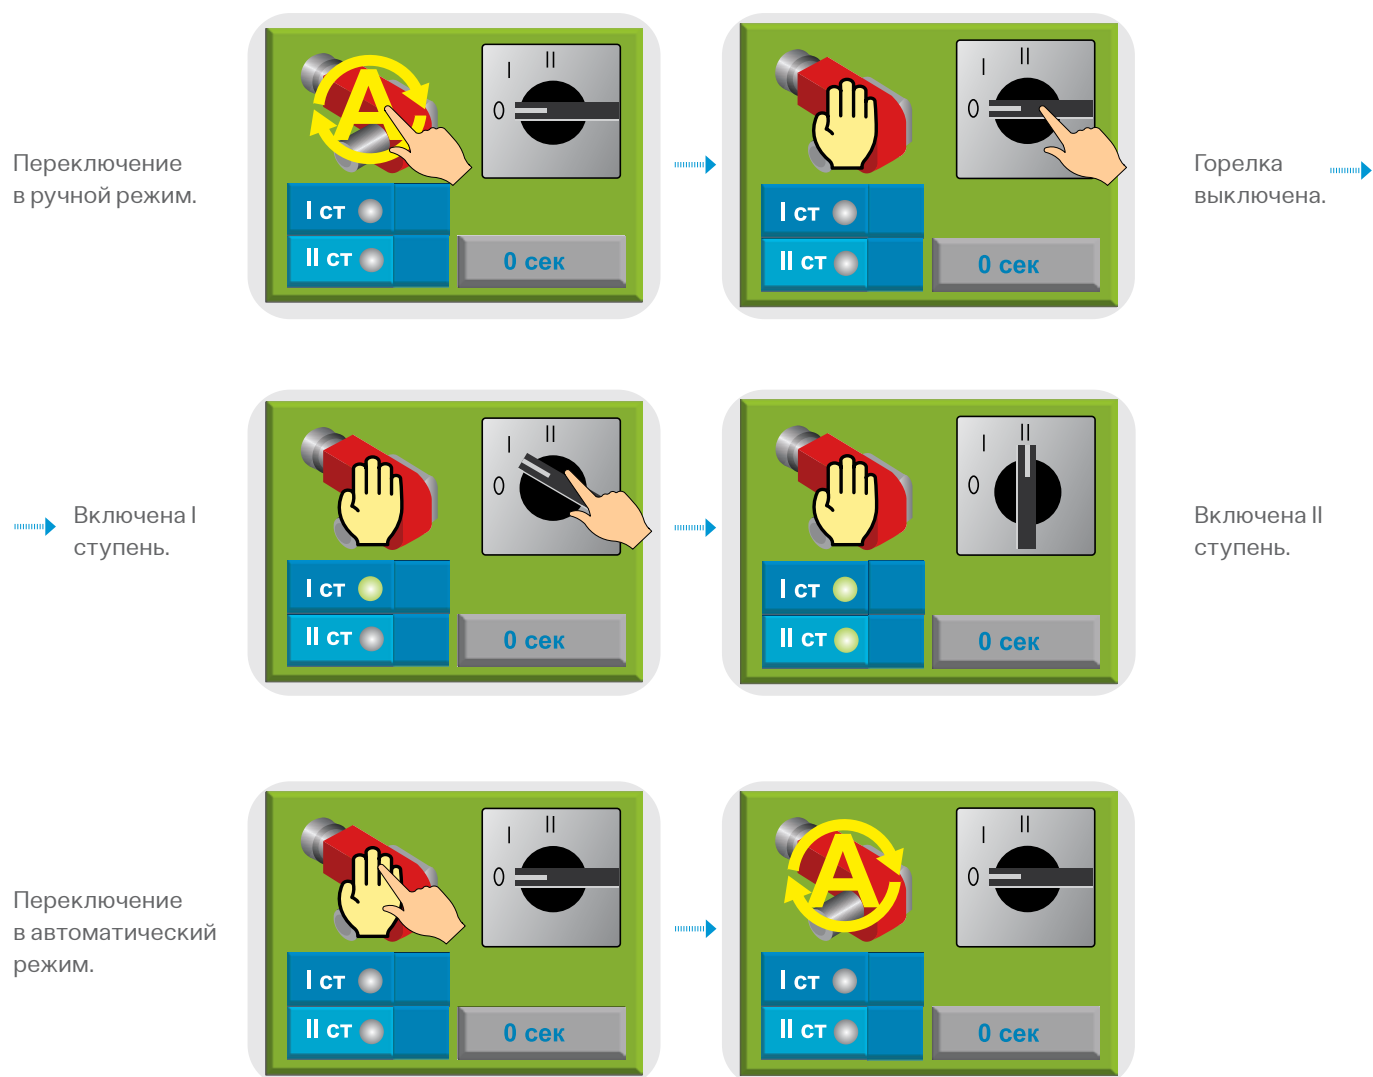 Переключение
в ручной режим.
I
II
0
I ст
II ст
0 сек
I
II
0
I ст
II ст
0 сек
Горелка
выключена.
Включена I
ступень.
I
II
0
I ст
II ст
0 сек
I
II
0
I ст
II ст
0 сек
Включена II
ступень.
Переключение
в автоматический
режим.
I
II
0
I ст
II ст
0 сек
A
I
II
0
I ст
II ст
0 сек